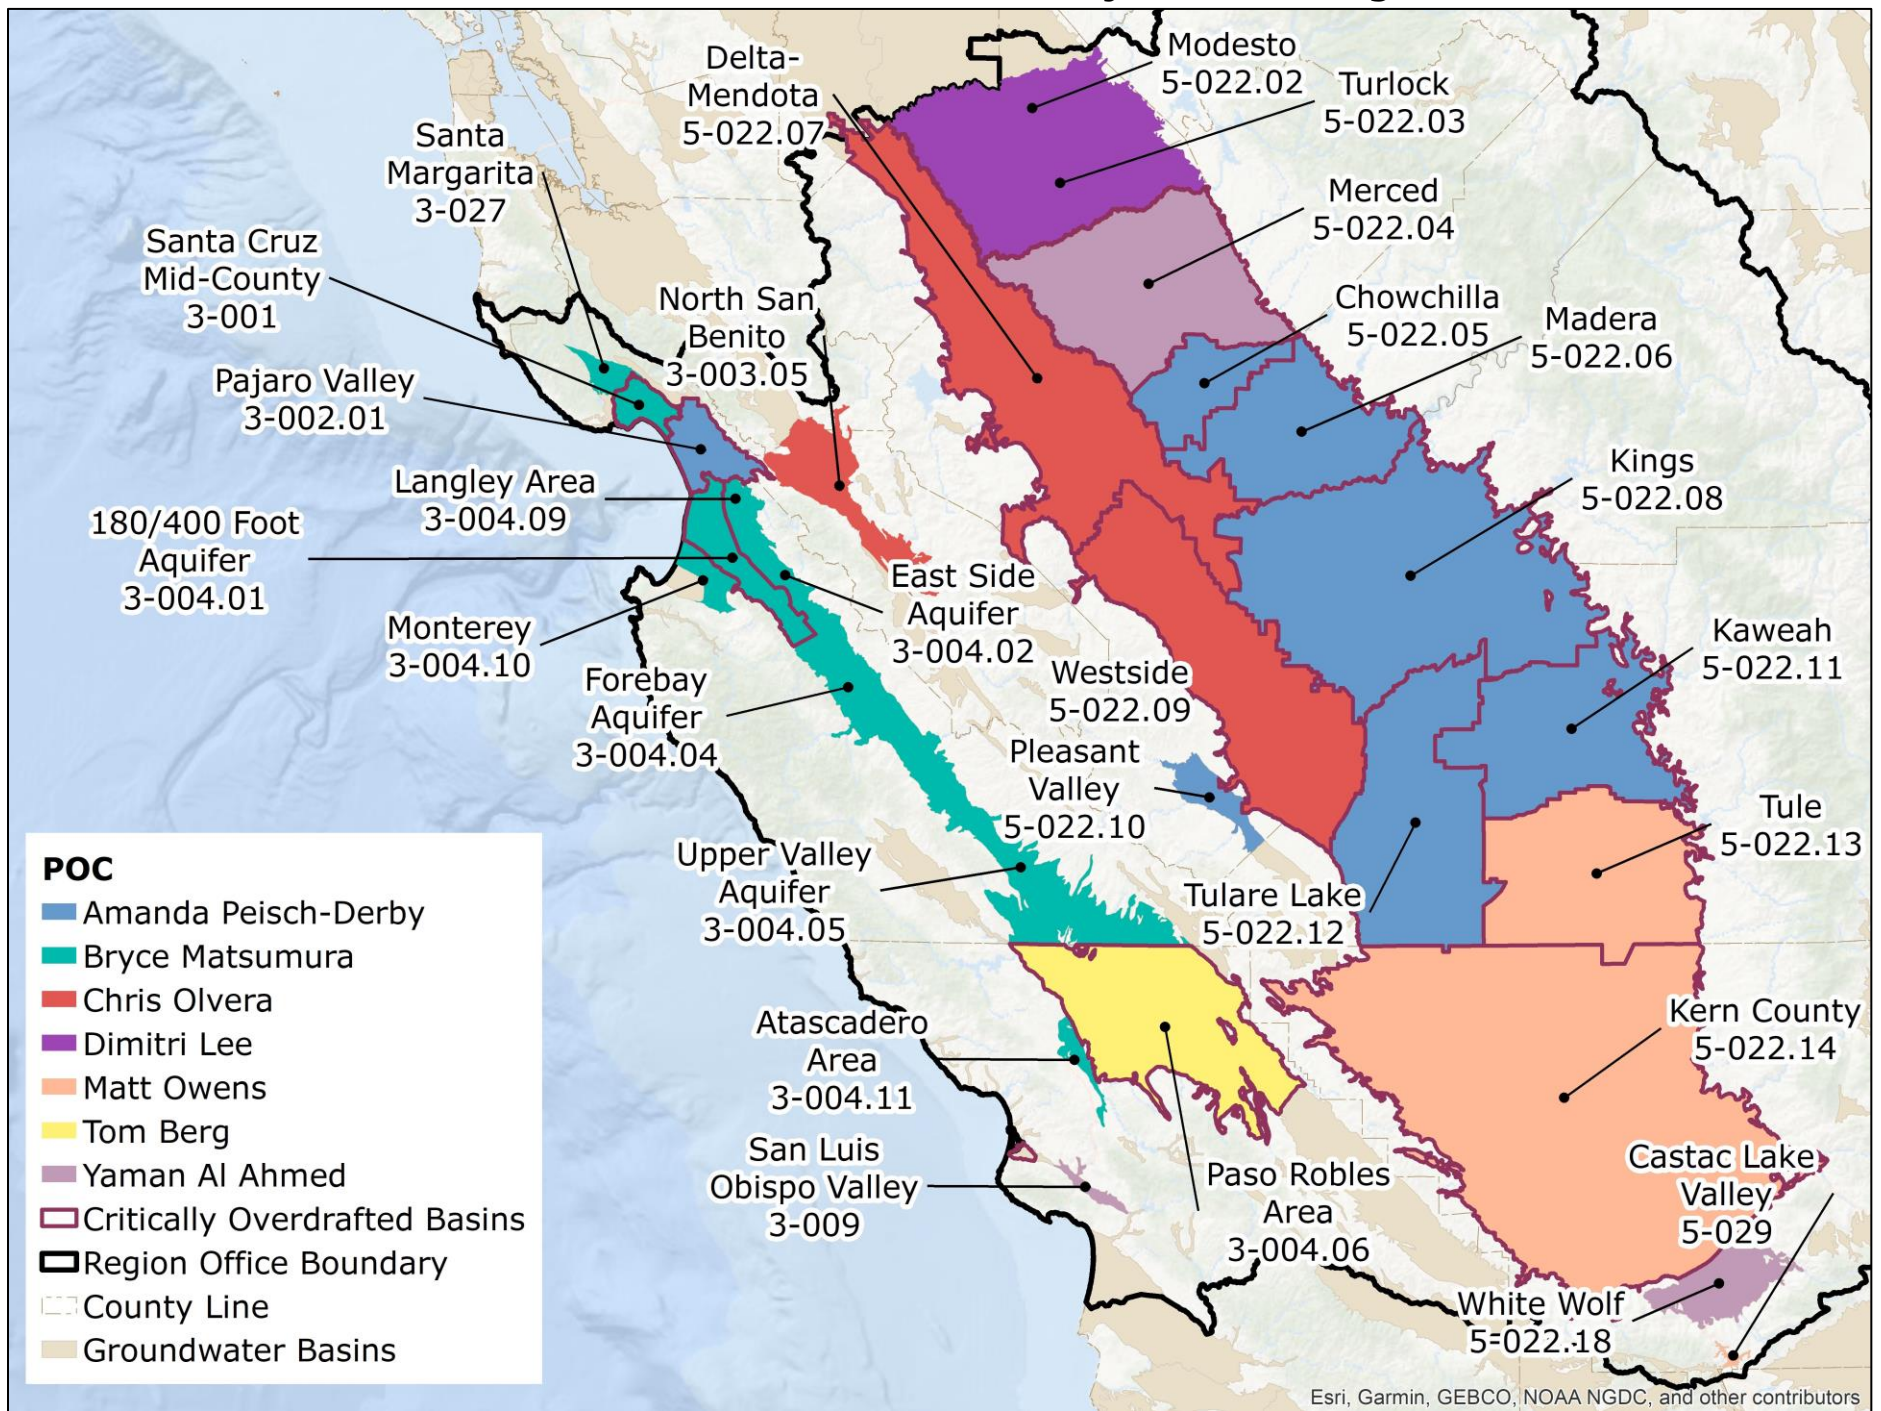 Delta-
Mendota
5-022.07
Modesto
5-022.02
Turlock
5-022.03
Santa
Margarita
3-027
Merced
5-022.04
Santa Cruz
Mid-County
3-001
North San
Benito
3-003.05
Chowchilla
5-022.05
Madera
5-022.06
Pajaro Valley
3-002.01
Langley Area
3-004.09
Kings
5-022.08
180/400 Foot
Aquifer
3-004.01
East Side
Aquifer
3-004.02
Monterey
3-004.10
Kaweah
5-022.11
Forebay
Aquifer
3-004.04
Westside
5-022.09
Pleasant
Valley
5-022.10
Tule
5-022.13
Upper Valley
Aquifer
3-004.05
Tulare Lake
5-022.12
Kern County
5-022.14
Atascadero
Area
3-004.11
San Luis
Obispo Valley
3-009
Paso Robles
Area
3-004.06
Castac Lake
Valley
5-029
White Wolf
5-022.18
POC
Amanda Peisch-Derby
Bryce Matsumura
Chris Olvera
Dimitri Lee
Matt Owens
Tom Berg
Yaman Al Ahmed
Critically Overdrafted Basins
Region Office Boundary
County Line
Groundwater Basins
Esri, Garmin, GEBCO, NOAA NGDC, and other contributors